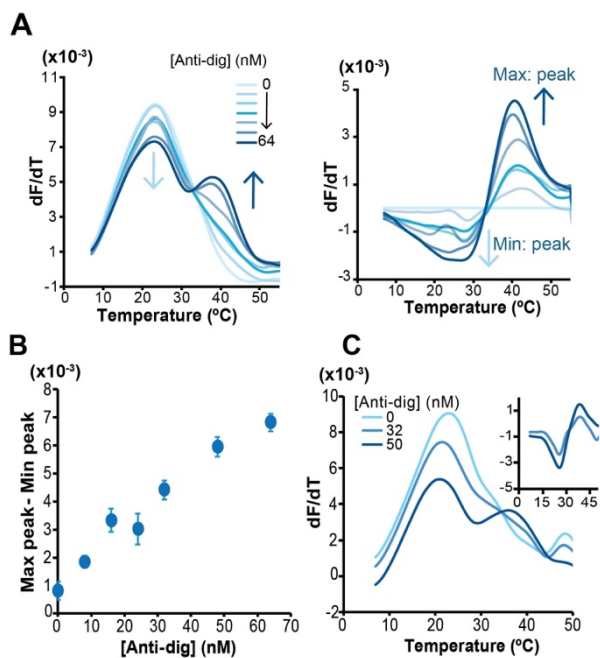 A
(x10⁻³)
[Anti-dig] (nM)
0
64
11
9
7
5
3
1
-1
dF/dT
0 10 20 30 40 50
Temperature (ºC)
(x10⁻³)
Max: peak
5
3
1
-1
-3
dF/dT
Min: peak
0 10 20 30 40 50
Temperature (ºC)
B
(x10⁻³)
8
7
6
5
4
3
2
1
0
Max peak - Min peak
0 10 20 30 40 50 60 70
[Anti-dig] (nM)
C
(x10⁻³)
[Anti-dig] (nM)
0
32
50
10
8
6
4
2
0
-2
dF/dT
1
-1
-3
-5
0 15 30 45
0 10 20 30 40 50
Temperature (ºC)